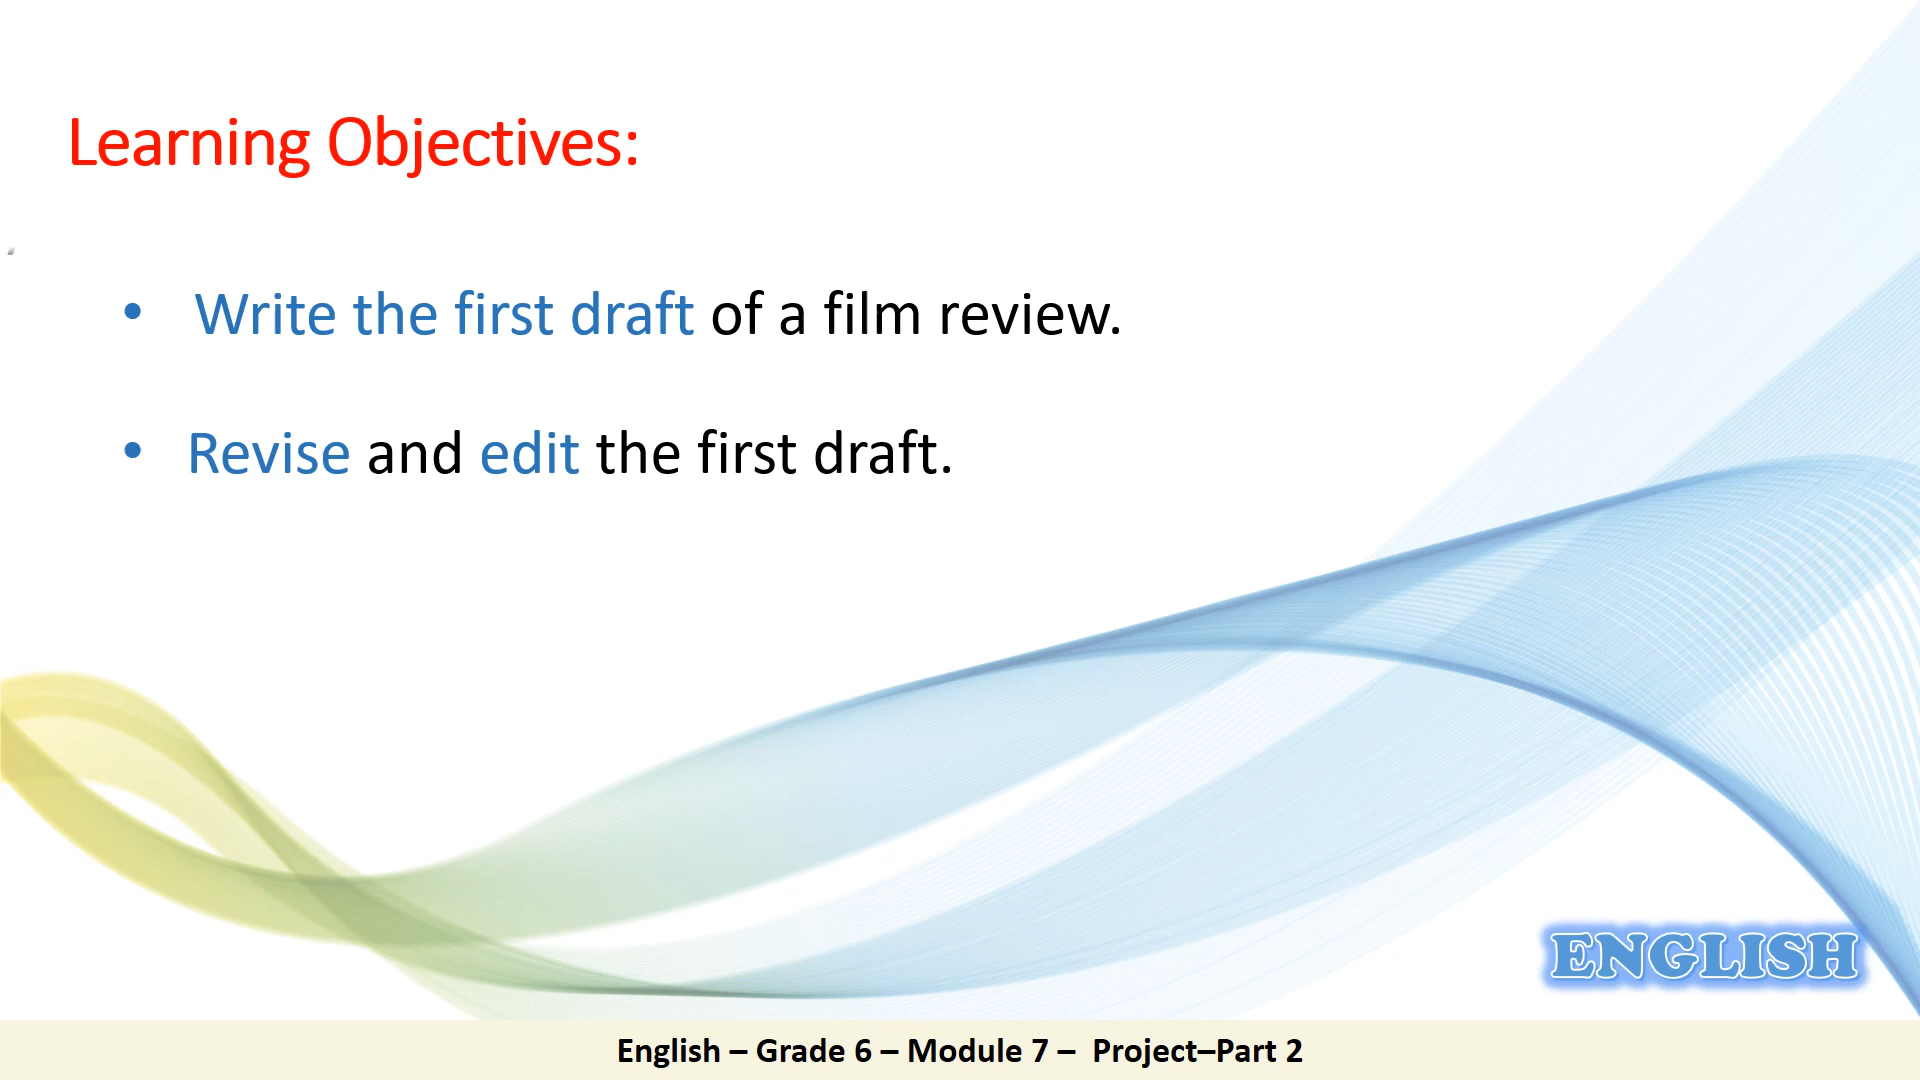 Learning Objectives:
• Write the first draft of a film review.
• Revise and edit the first draft.
ENGLISH
English – Grade 6 – Module 7 – Project–Part 2